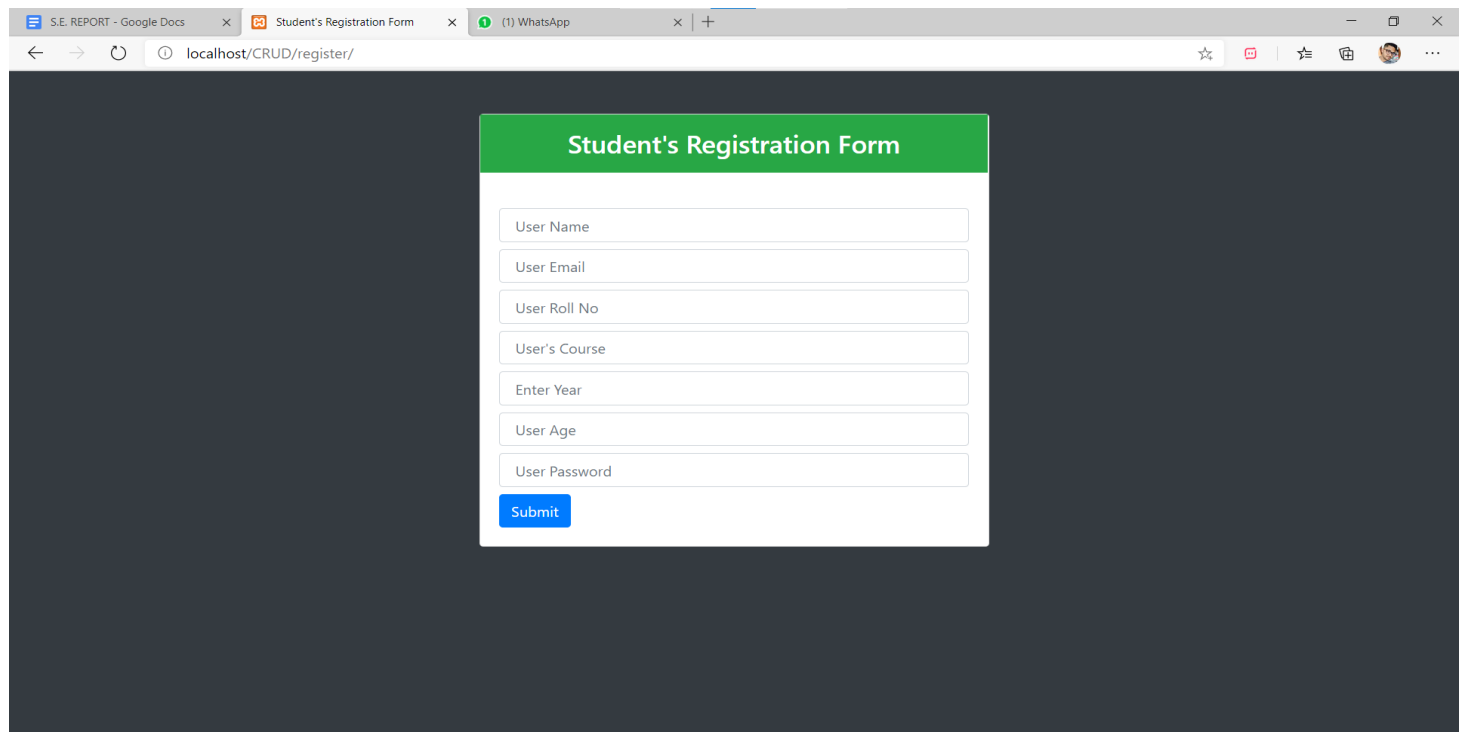 S.E. REPORT - Google Docs
Student's Registration Form
1 (1) WhatsApp
localhost/CRUD/register/
Student's Registration Form
User Name
User Email
User Roll No
User's Course
Enter Year
User Age
User Password
Submit